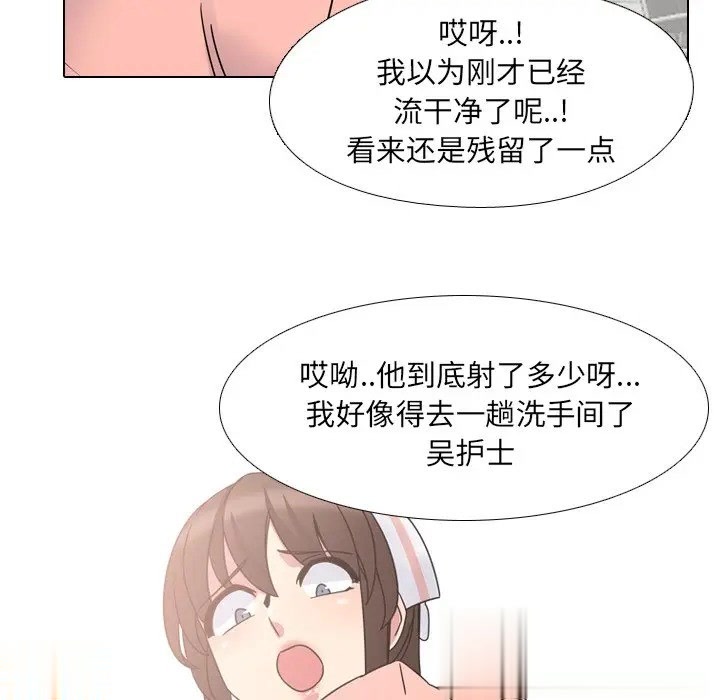 哎呀..!
我以为刚才已经
流干净了呢..!
看来还是残留了一点
哎呦..他到底射了多少呀...
我好像得去一趟洗手间了
吴护士